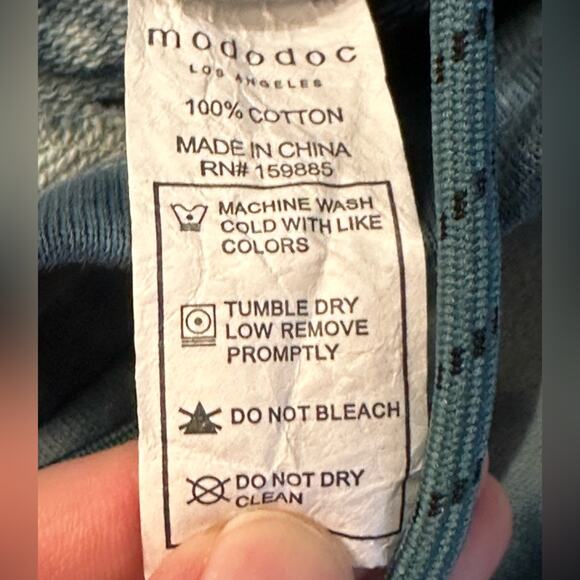 mododoc
LOS ANGELES
100% COTTON
MADE IN CHINA
RN# 159885
MACHINE WASH
COLD WITH LIKE
COLORS
TUMBLE DRY
LOW REMOVE
PROMPTLY
DO NOT BLEACH
DO NOT DRY
CLEAN